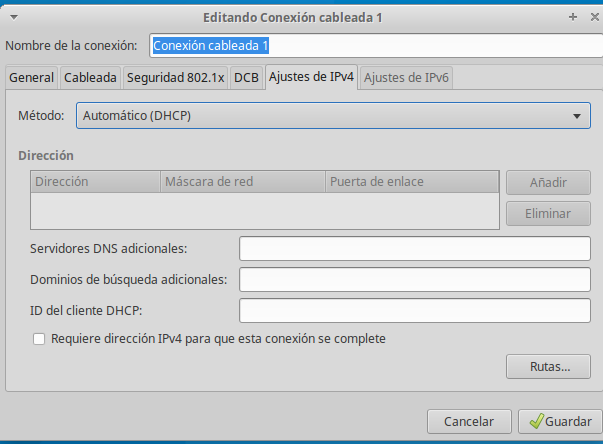 Editando Conexión cableada 1
Nombre de la conexión: Conexión cableada 1
General Cableada Seguridad 802.1x DCB Ajustes de IPv4 Ajustes de IPv6
Método: Automático (DHCP)
Dirección
Dirección Máscara de red Puerta de enlace Añadir
Eliminar
Servidores DNS adicionales:
Dominios de búsqueda adicionales:
ID del cliente DHCP:
Requiere dirección IPv4 para que esta conexión se complete
Rutas...
Cancelar Guardar